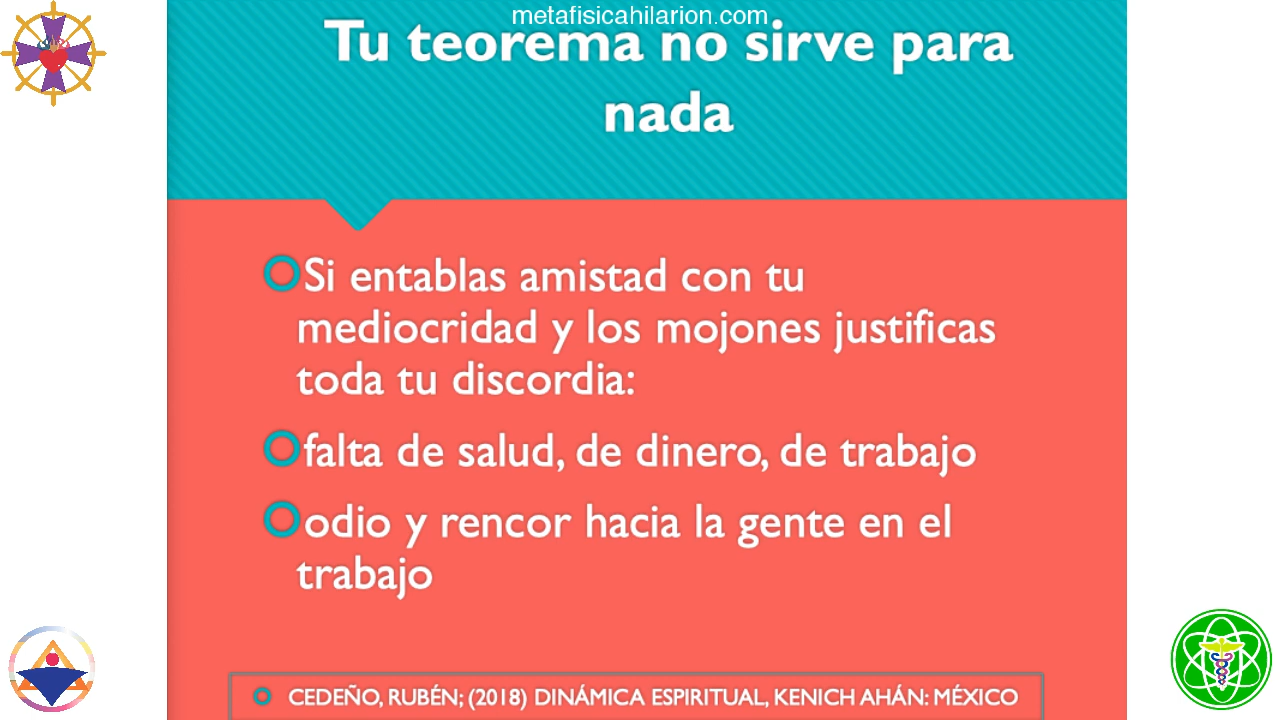 metafisicahilarion.com
Tu teorema no sirve para
nada
Si entablas amistad con tu
mediocridad y los mojones justificas
toda tu discordia:
falta de salud, de dinero, de trabajo
odio y rencor hacia la gente en el
trabajo
CEDEÑO, RUBÉN; (2018) DINÁMICA ESPIRITUAL, KENICH AHÁN: MÉXICO